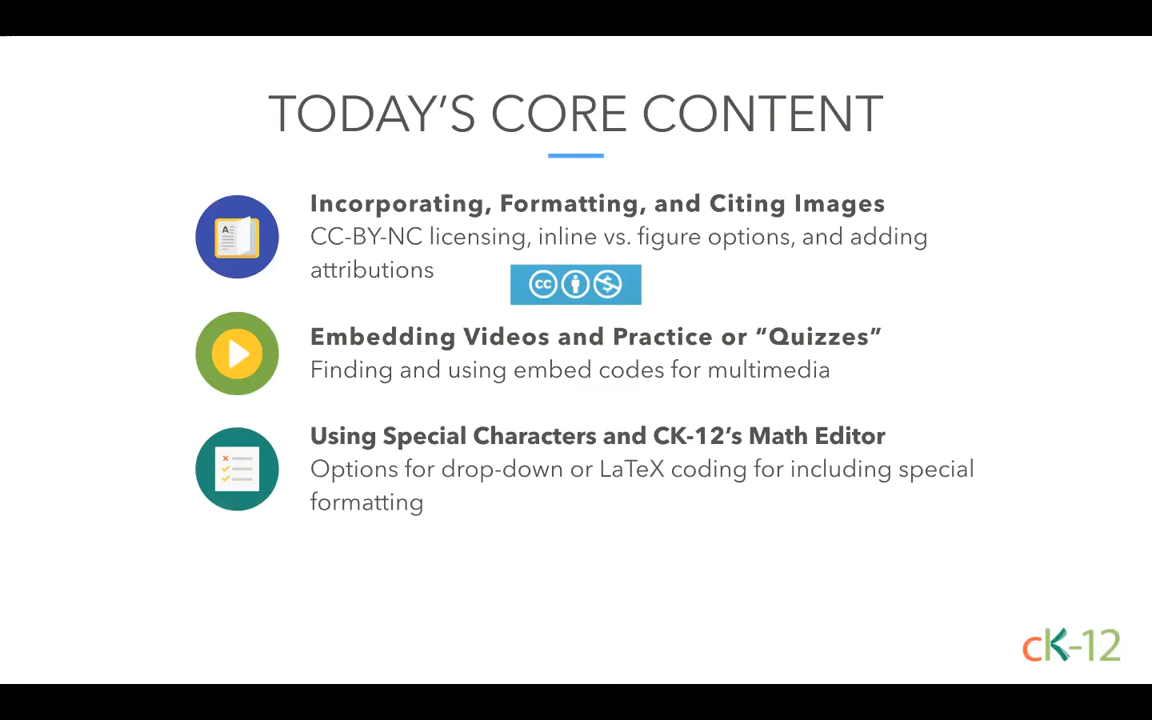 TODAY’S CORE CONTENT
Incorporating, Formatting, and Citing Images
CC-BY-NC licensing, inline vs. figure options, and adding
attributions
cc
Embedding Videos and Practice or “Quizzes”
Finding and using embed codes for multimedia
Using Special Characters and CK-12’s Math Editor
Options for drop-down or LaTeX coding for including special
formatting
cK-12